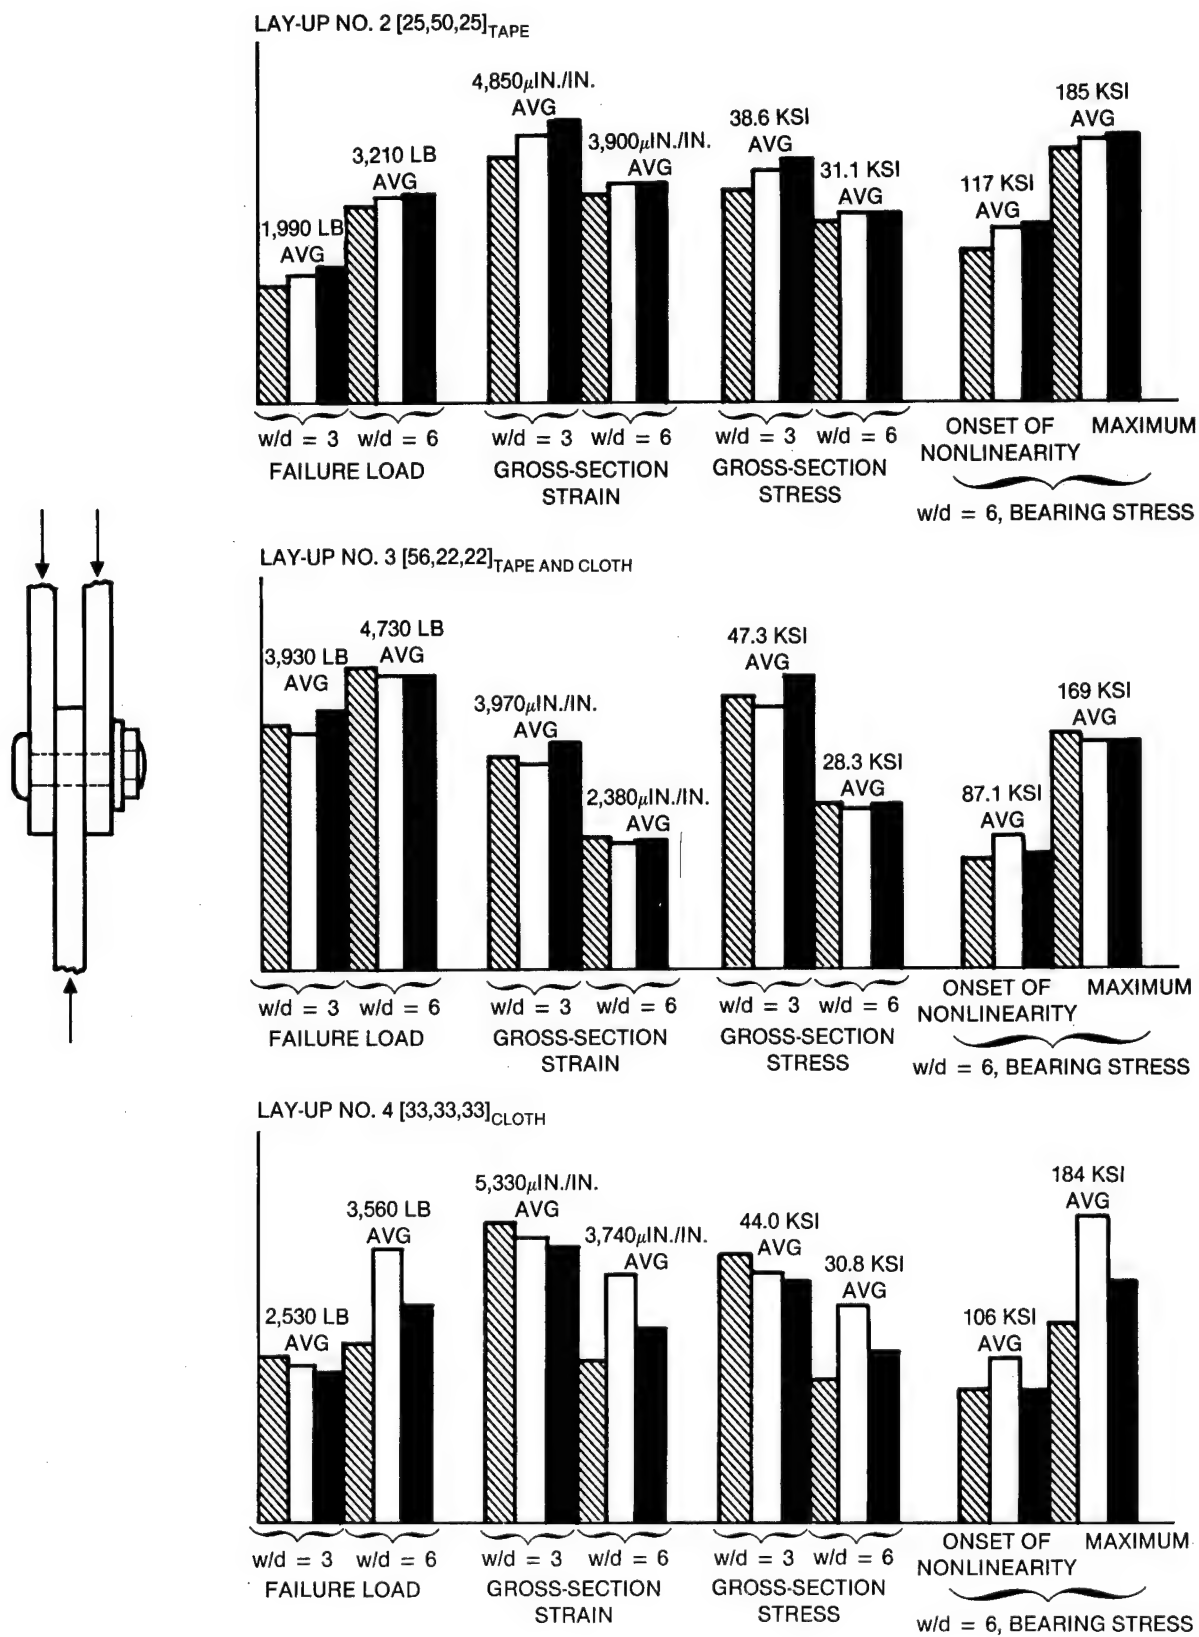 LAY-UP NO. 2 [25,50,25]TAPE
1,990 LB
AVG
3,210 LB
AVG
4,850μIN./IN.
AVG
3,900μIN./IN.
AVG
38.6 KSI
AVG
31.1 KSI
AVG
117 KSI
AVG
185 KSI
AVG
w/d = 3 w/d = 6
FAILURE LOAD
w/d = 3 w/d = 6
GROSS-SECTION
STRAIN
w/d = 3 w/d = 6
GROSS-SECTION
STRESS
ONSET OF
NONLINEARITY
MAXIMUM
w/d = 6, BEARING STRESS
LAY-UP NO. 3 [56,22,22]TAPE AND CLOTH
3,930 LB
AVG
4,730 LB
AVG
3,970μIN./IN.
AVG
2,380μIN./IN.
AVG
47.3 KSI
AVG
28.3 KSI
AVG
87.1 KSI
AVG
169 KSI
AVG
w/d = 3 w/d = 6
FAILURE LOAD
w/d = 3 w/d = 6
GROSS-SECTION
STRAIN
w/d = 3 w/d = 6
GROSS-SECTION
STRESS
ONSET OF
NONLINEARITY
MAXIMUM
w/d = 6, BEARING STRESS
LAY-UP NO. 4 [33,33,33]CLOTH
2,530 LB
AVG
3,560 LB
AVG
5,330μIN./IN.
AVG
3,740μIN./IN.
AVG
44.0 KSI
AVG
30.8 KSI
AVG
106 KSI
AVG
184 KSI
AVG
w/d = 3 w/d = 6
FAILURE LOAD
w/d = 3 w/d = 6
GROSS-SECTION
STRAIN
w/d = 3 w/d = 6
GROSS-SECTION
STRESS
ONSET OF
NONLINEARITY
MAXIMUM
w/d = 6, BEARING STRESS